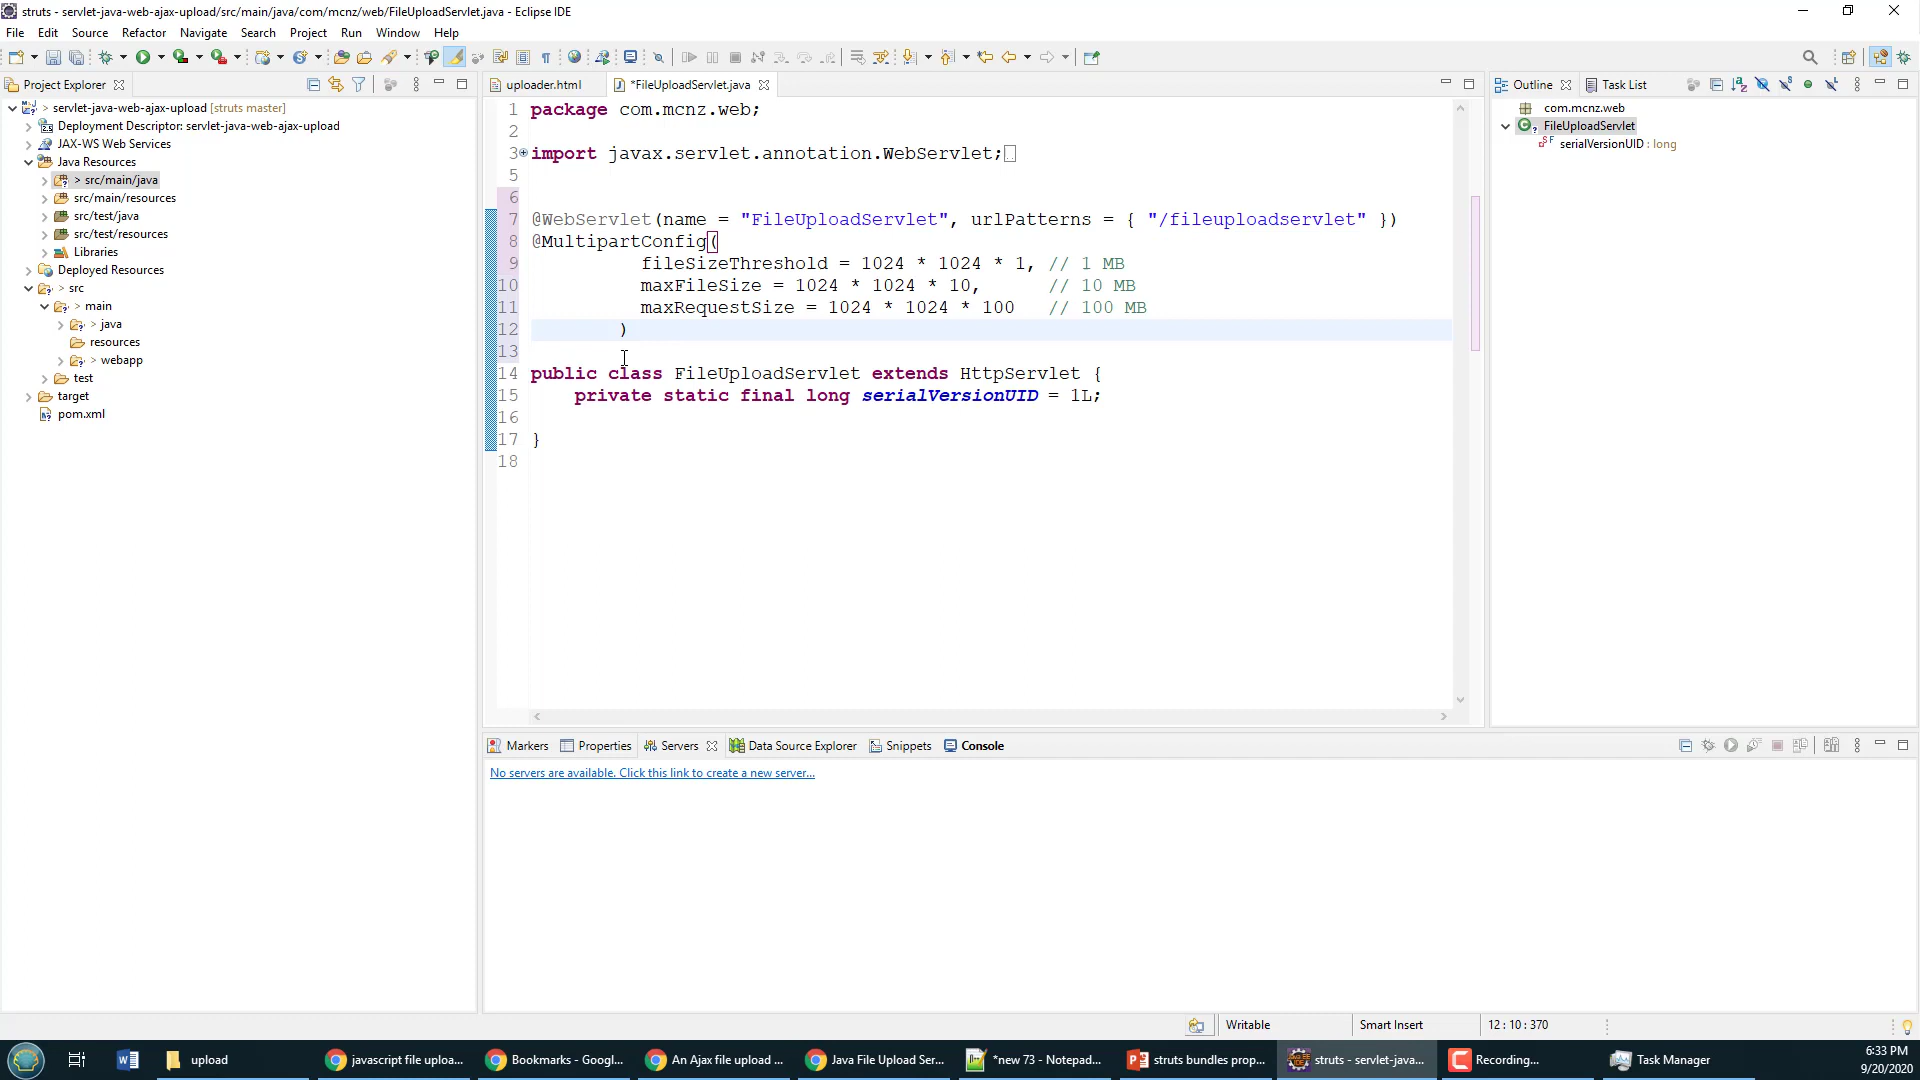 struts - servlet-java-web-ajax-upload/src/main/java/com/mcnz/web/FileUploadServlet.java - Eclipse IDE
File Edit Source Refactor Navigate Search Project Run Window Help
Project Explorer
> servlet-java-web-ajax-upload [struts master]
Deployment Descriptor: servlet-java-web-ajax-upload
JAX-WS Web Services
Java Resources
> src/main/java
src/main/resources
src/test/java
src/test/resources
Libraries
Deployed Resources
> src
> main
> java
resources
> webapp
test
target
pom.xml
uploader.html
*FileUploadServlet.java
1 package com.mcnz.web;
2
3 import javax.servlet.annotation.WebServlet;
5
6
7 @WebServlet(name = "FileUploadServlet", urlPatterns = { "/fileuploadservlet" })
8 @MultipartConfig(
9 fileSizeThreshold = 1024 * 1024 * 1, // 1 MB
10 maxFileSize = 1024 * 1024 * 10, // 10 MB
11 maxRequestSize = 1024 * 1024 * 100 // 100 MB
12 )
13
14 public class FileUploadServlet extends HttpServlet {
15 private static final long serialVersionUID = 1L;
16
17 }
18
Outline Task List
com.mcnz.web
FileUploadServlet
serialVersionUID : long
Markers Properties Servers Data Source Explorer Snippets Console
No servers are available. Click this link to create a new server...
Writable Smart Insert 12 : 10 : 370
upload
javascript file uploa...
Bookmarks - Googl...
An Ajax file upload ...
Java File Upload Ser...
*new 73 - Notepad...
struts bundles prop...
struts - servlet-java...
Recording...
Task Manager
6:33 PM
9/20/2020